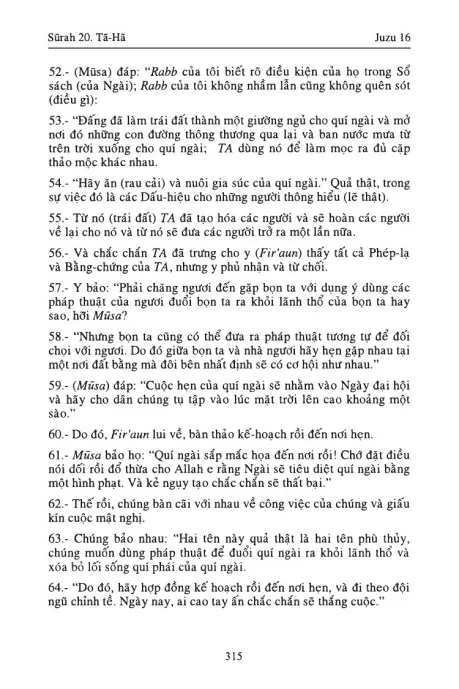 Sūrah 20. Tā-Hā Juzu 16
52.- (Mūsa) đáp: “Rabb của tôi biết rõ điều kiện của họ trong Sổ
sách (của Ngài); Rabb của tôi không nhầm lẫn cũng không quên sót
(điều gì):
53.- “Đấng đã làm trái đất thành một giường ngủ cho quí ngài và mở
nơi đó những con đường thông thương qua lại và ban nước mưa từ
trên trời xuống cho quí ngài; TA dùng nó để làm mọc ra đủ cặp
thảo mộc khác nhau.
54.- “Hãy ăn (rau cải) và nuôi gia súc của quí ngài.” Quả thật, trong
sự việc đó là các Dấu-hiệu cho những người thông hiểu (lẽ thật).
55.- Từ nó (trái đất) TA đã tạo hóa các người và sẽ hoàn các người
về lại cho nó và từ nó sẽ đưa các người trở ra một lần nữa.
56.- Và chắc chắn TA đã trưng cho y (Fir'aun) thấy tất cả Phép-lạ
và Bằng-chứng của TA, nhưng y phủ nhận và từ chối.
57.- Y bảo: “Phải chăng ngươi đến gặp bọn ta với dụng ý dùng các
pháp thuật của ngươi đuổi bọn ta ra khỏi lãnh thổ của bọn ta hay
sao, hỡi Mūsa?
58.- “Nhưng bọn ta cũng có thể đưa ra pháp thuật tương tự để đối
chọi với ngươi. Do đó giữa bọn ta và nhà ngươi hãy hẹn gặp nhau tại
một nơi đất bằng mà đôi bên nhất định sẽ có cơ hội như nhau.”
59.- (Mūsa) đáp: “Cuộc hẹn của quí ngài sẽ nhằm vào Ngày đại hội
và hãy cho dân chúng tụ tập vào lúc mặt trời lên cao khoảng một
sào.”
60.- Do đó, Fir'aun lui về, bàn thảo kế-hoạch rồi đến nơi hẹn.
61.- Mūsa bảo họ: “Quí ngài sắp mắc họa đến nơi rồi! Chớ đặt điều
nói dối rồi đổ thừa cho Allah e rằng Ngài sẽ tiêu diệt quí ngài bằng
một hình phạt. Và kẻ ngụy tạo chắc chắn sẽ thất bại.”
62.- Thế rồi, chúng bàn cãi với nhau về công việc của chúng và giấu
kín cuộc mật nghị.
63.- Chúng bảo nhau: “Hai tên này quả thật là hai tên phù thủy,
chúng muốn dùng pháp thuật để đuổi quí ngài ra khỏi lãnh thổ và
xóa bỏ lối sống quí phái của quí ngài.
64.- “Do đó, hãy hợp đồng kế hoạch rồi đến nơi hẹn, và đi theo đội
ngũ chỉnh tề. Ngày nay, ai cao tay ấn chắc chắn sẽ thắng cuộc.”
315